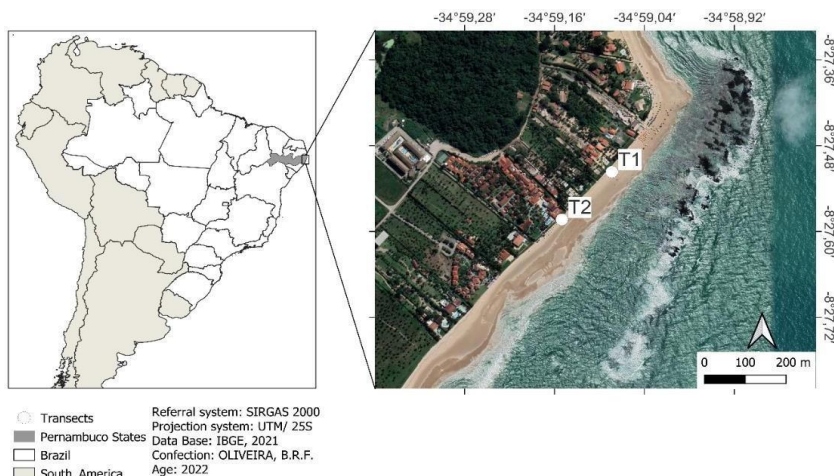 -34°59,28' -34°59,16' -34°59,04' -34°58,92'
-8°27,36'
-8°27,48'
-8°27,60'
-8°27,72'
T1
T2
0 100 200 m
Transects
Pernambuco States
Brazil
South America
Referral system: SIRGAS 2000
Projection system: UTM/ 25S
Data Base: IBGE, 2021
Confection: OLIVEIRA, B.R.F.
Age: 2022